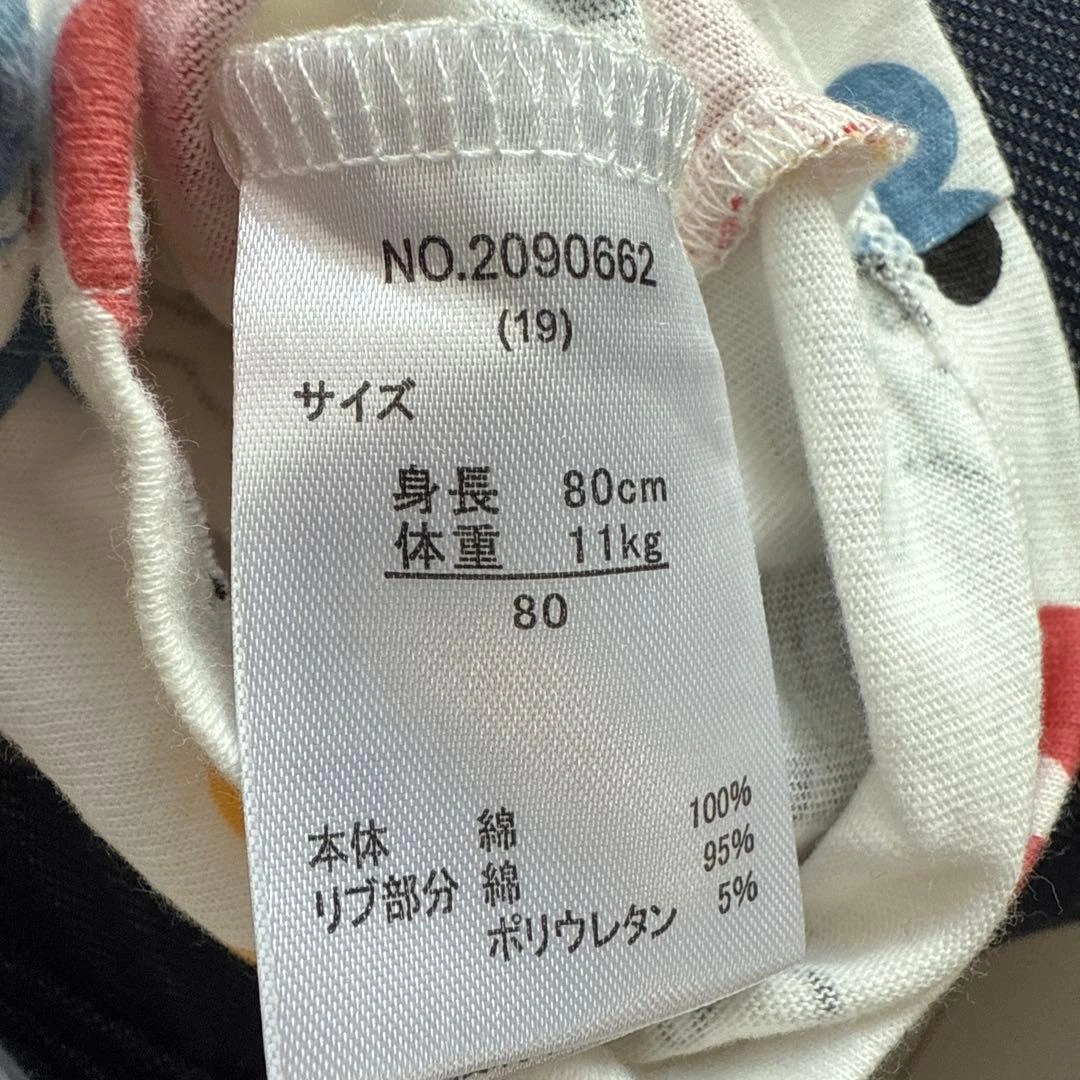 NO.2090662
(19)
サイズ
身長 80cm
体重 11kg
80
本体 綿 100%
リブ部分 綿 95%
ポリウレタン 5%